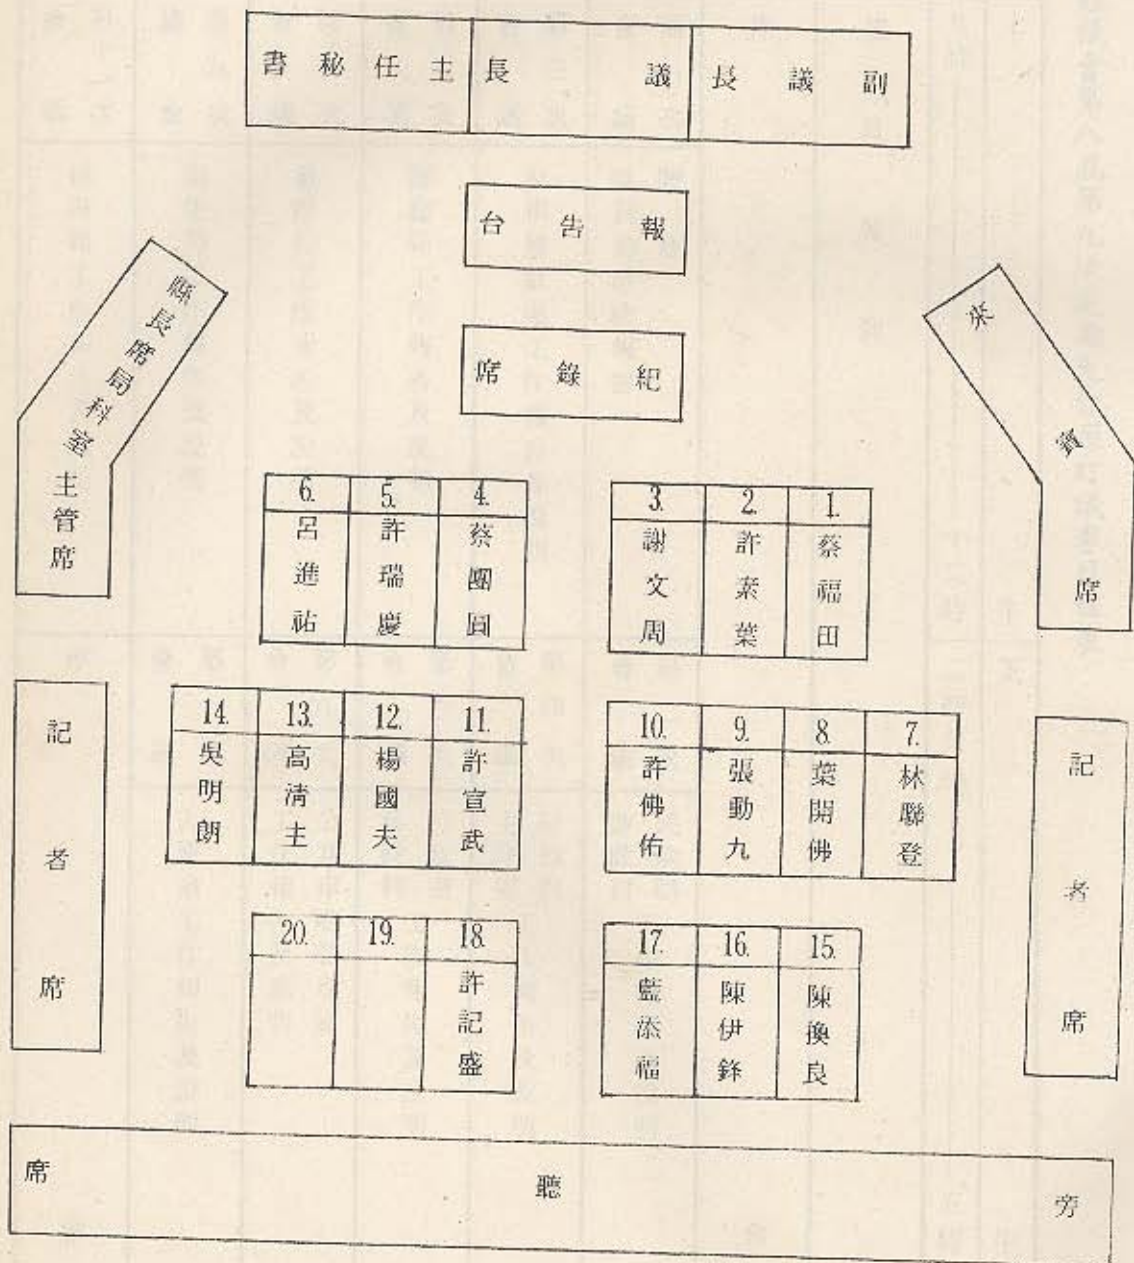 副議長
議長
主任秘書
報告台
紀錄席
來賓席
縣長席局科室主管席
1. 蔡福田
2. 許素葉
3. 謝文周
4. 蔡團圓
5. 許瑞慶
6. 呂進祐
7. 林聯登
8. 葉開佛
9. 張動九
10. 許佛佑
11. 許宣武
12. 楊國夫
13. 高清主
14. 吳明朗
15. 陳換良
16. 陳伊鋒
17. 藍添福
18. 許記盛
19.
20.
記者席
記者席
旁聽席